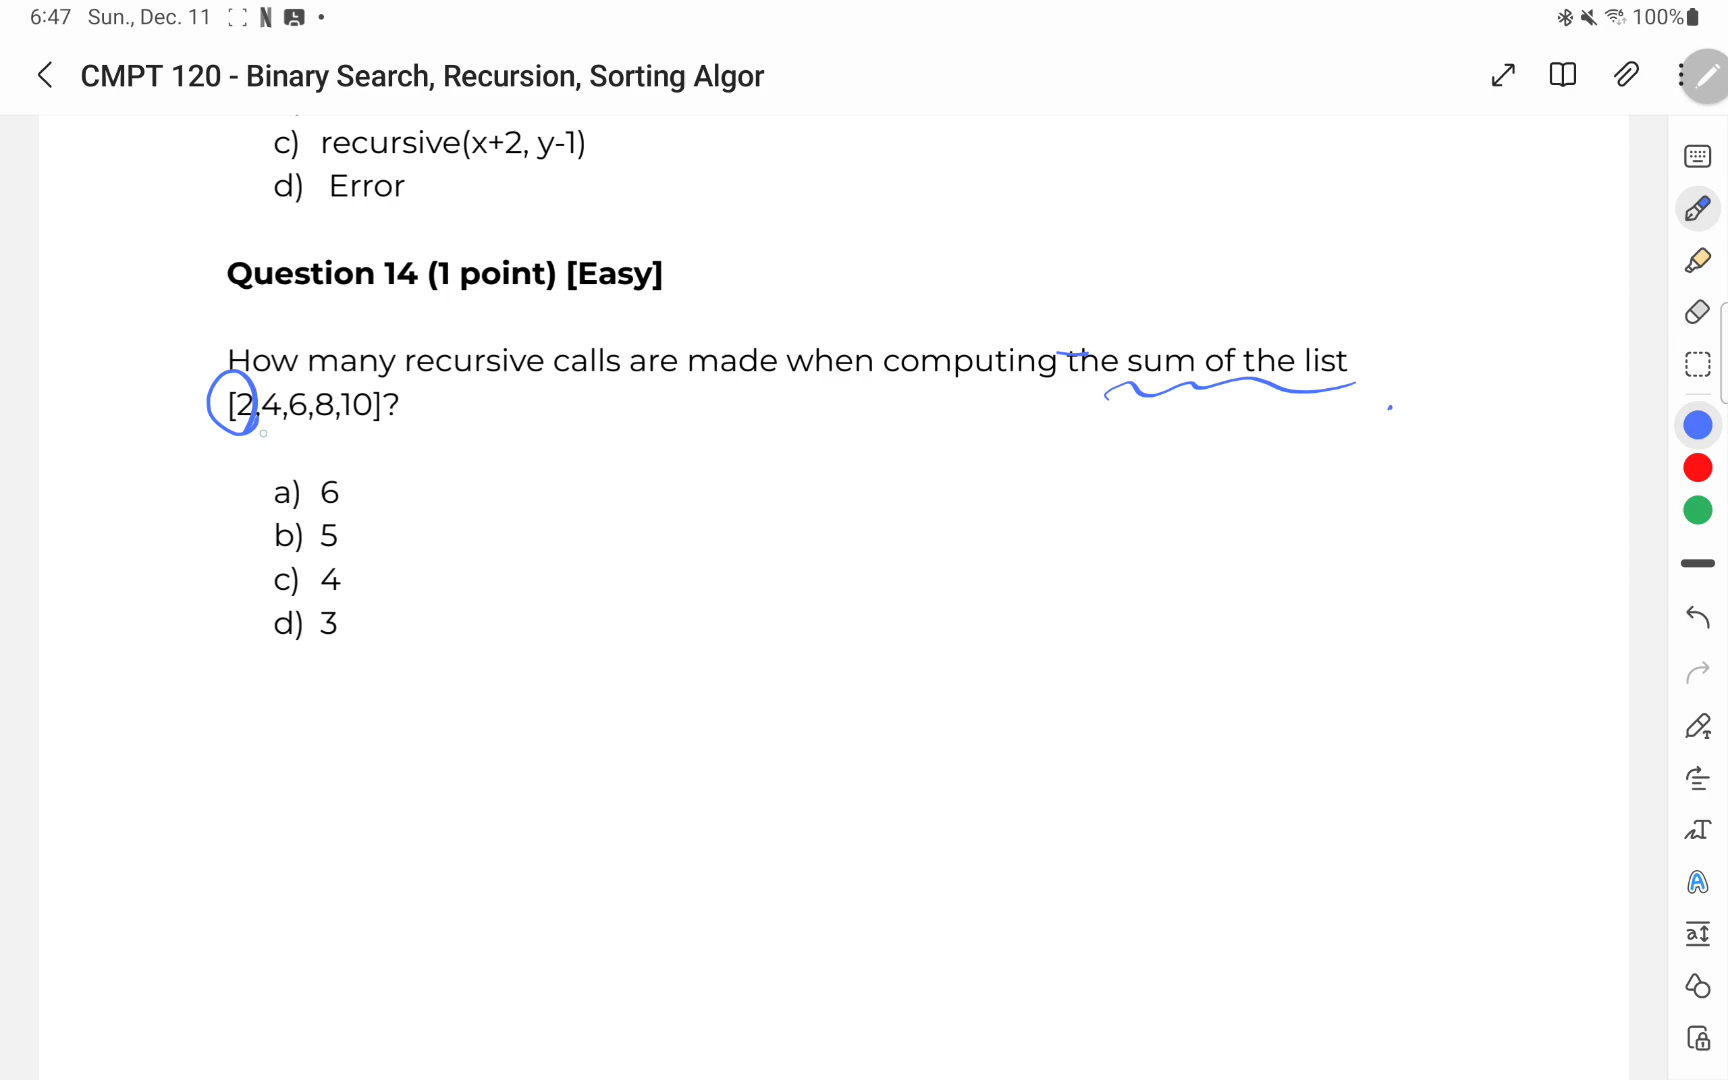 6:47 Sun., Dec. 11 N 100%
CMPT 120 - Binary Search, Recursion, Sorting Algor
c) recursive(x+2, y-1)
d) Error
Question 14 (1 point) [Easy]
How many recursive calls are made when computing the sum of the list
[2,4,6,8,10]?
a) 6
b) 5
c) 4
d) 3